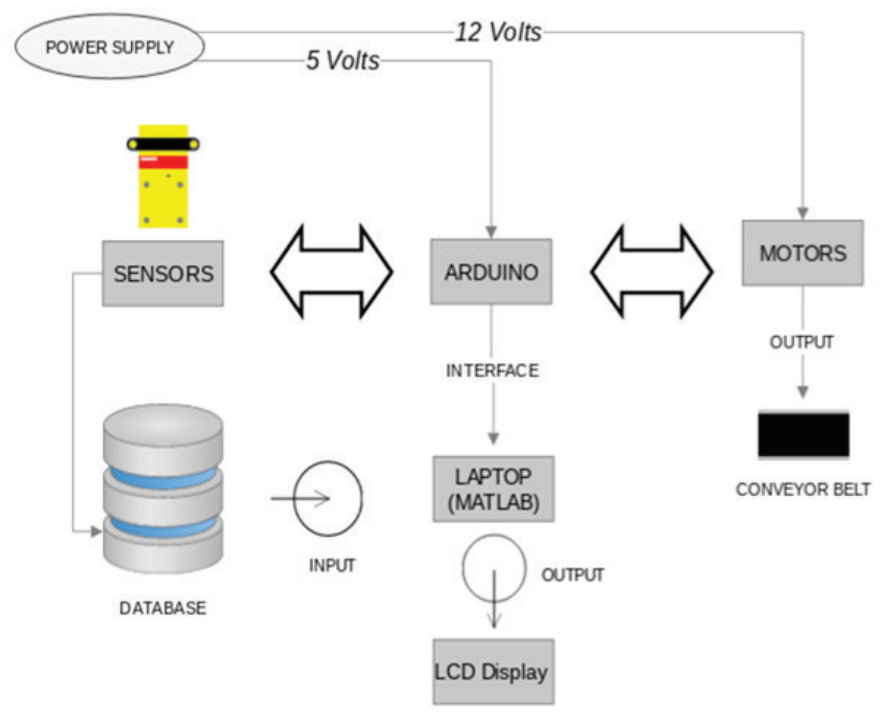 POWER SUPPLY
12 Volts
5 Volts
SENSORS
ARDUINO
MOTORS
INTERFACE
OUTPUT
LAPTOP
(MATLAB)
CONVEYOR BELT
INPUT
OUTPUT
DATABASE
LCD Display